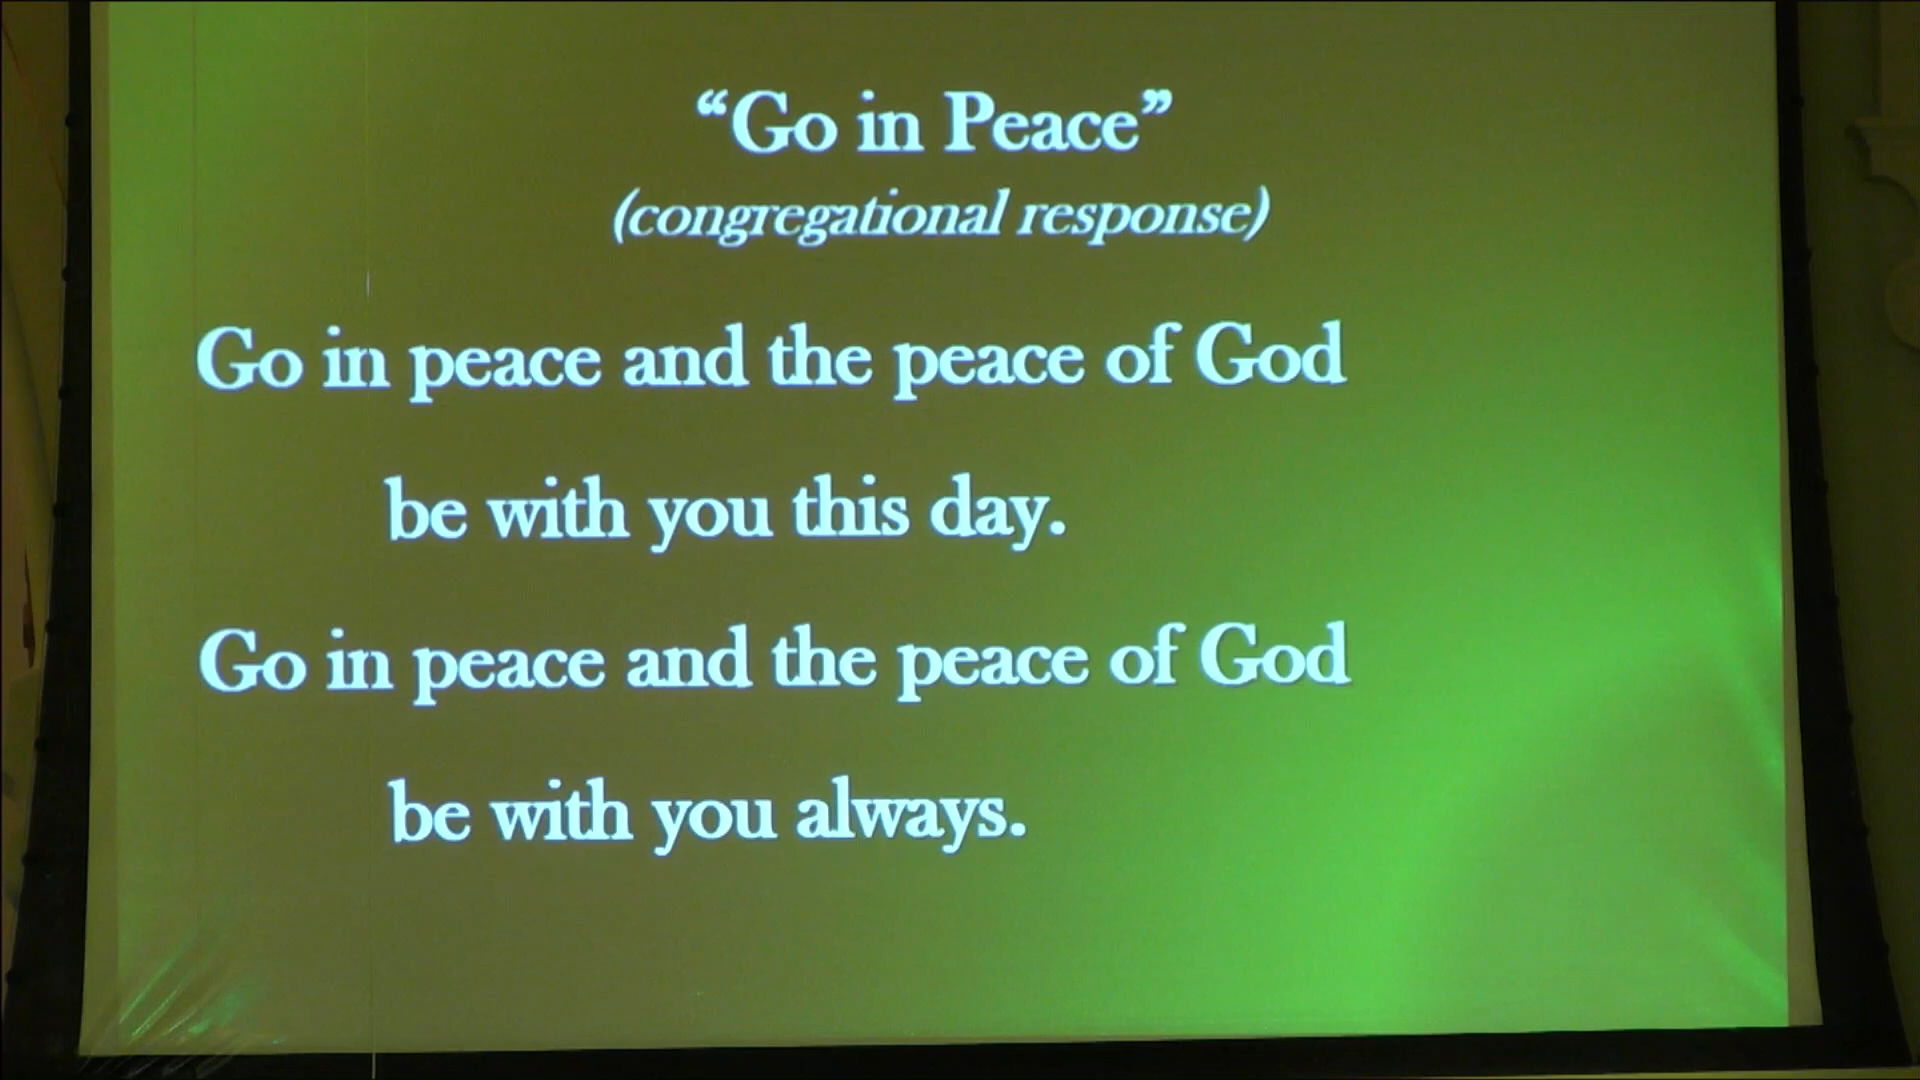 “Go in Peace”
(congregational response)
Go in peace and the peace of God
be with you this day.
Go in peace and the peace of God
be with you always.